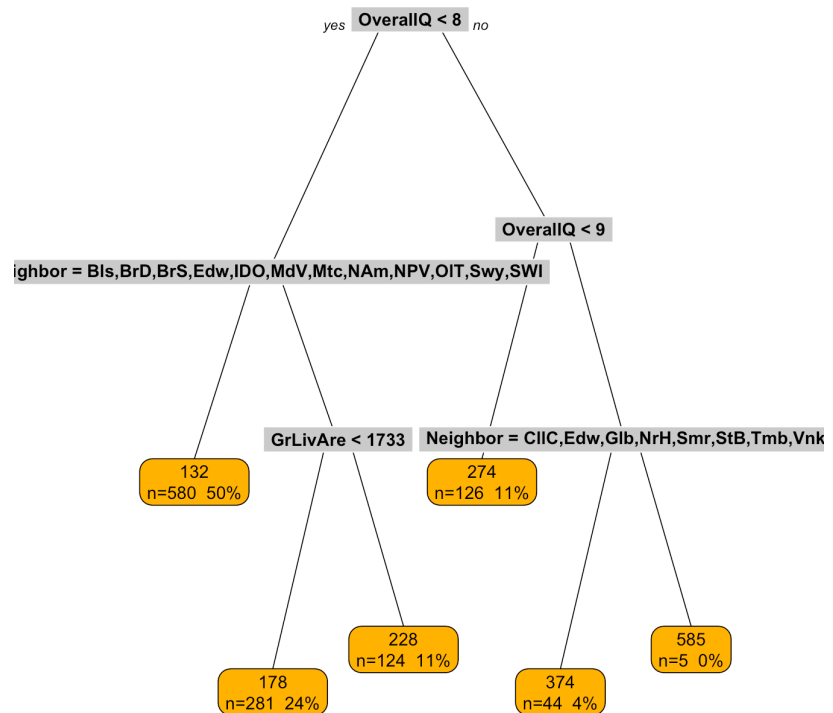 yes OverallQ < 8 no
OverallQ < 9
ighbor = Bls,BrD,BrS,Edw,IDO,MdV,Mtc,NAm,NPV,OlT,Swy,SWI
GrLivAre < 1733
Neighbor = CllC,Edw,Glb,NrH,Smr,StB,Tmb,Vnk
132
n=580 50%
274
n=126 11%
228
n=124 11%
585
n=5 0%
178
n=281 24%
374
n=44 4%